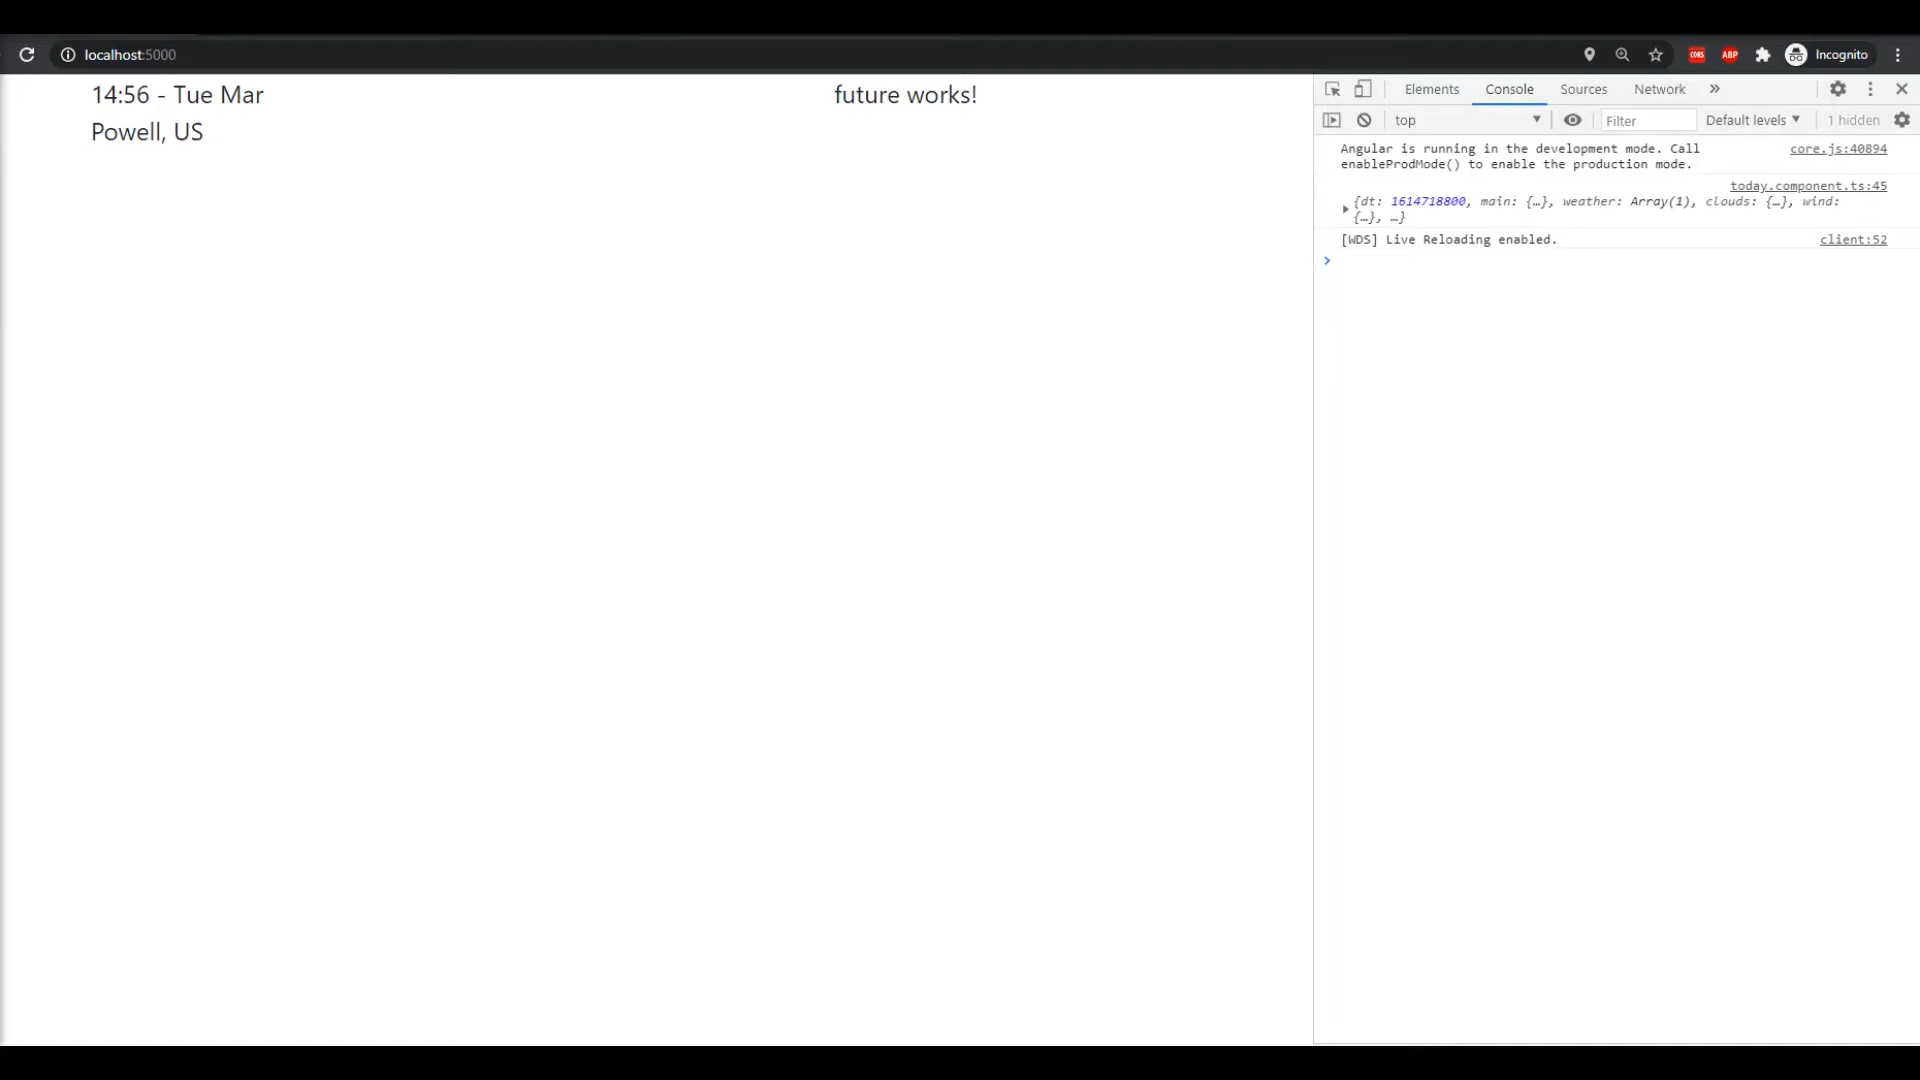 localhost:5000
CORS
ABP
Incognito
14:56 - Tue Mar
Powell, US
future works!
Elements
Console
Sources
Network
»
top
Filter
Default levels
1 hidden
Angular is running in the development mode. Call
enableProdMode() to enable the production mode.
core.js:40894
today.component.ts:45
{dt: 1614718800, main: {…}, weather: Array(1), clouds: {…}, wind:
{…}, …}
[WDS] Live Reloading enabled.
client:52